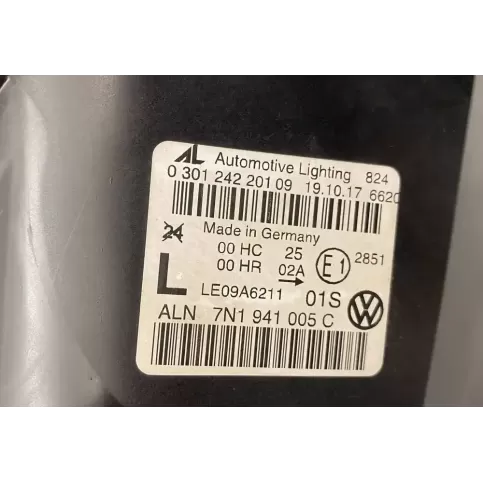 AL Automotive Lighting 824
0 301 242 201 09 19.10.17 6620
24 Made in Germany
00 HC 25 E1 2851
00 HR 02A
L LE09A6211 01S VW
ALN 7N1 941 005 C